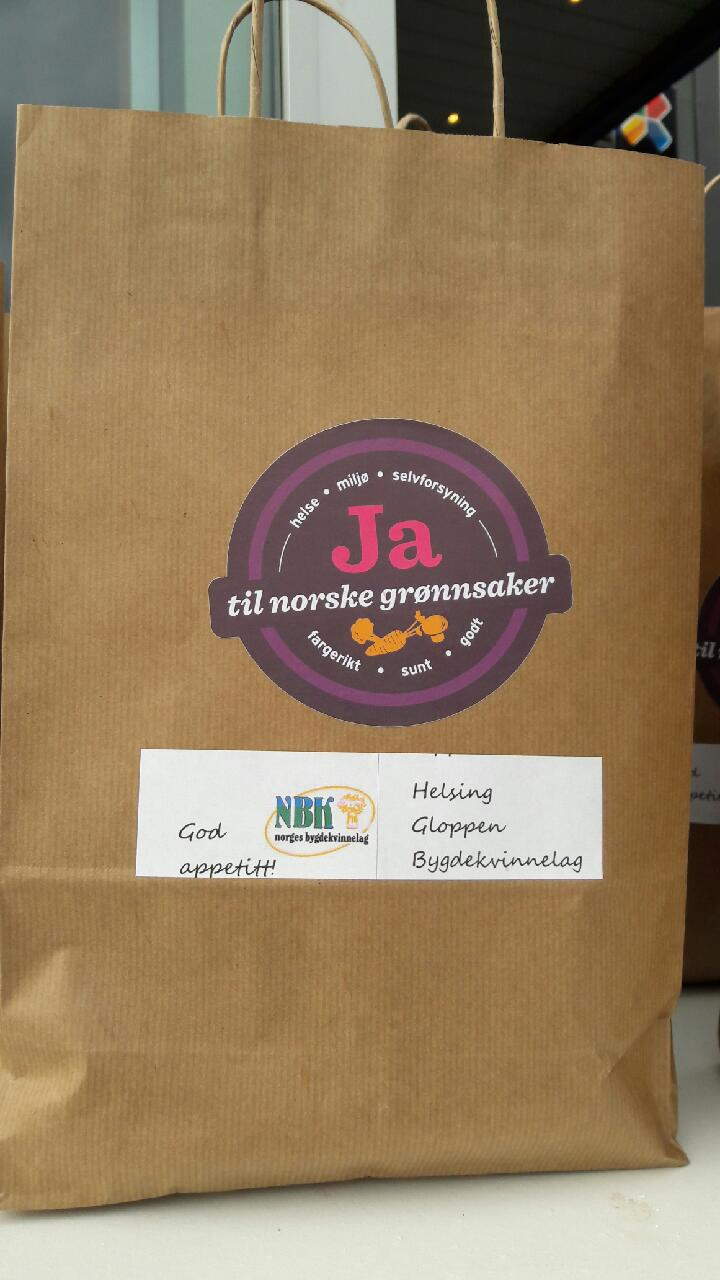 helse • miljø • selvforsyning
Ja
til norske grønnsaker
fargerikt • sunt • godt
God
appetitt!
NBK
norges bygdekvinnelag
Helsing
Gloppen
Bygdekvinnelag